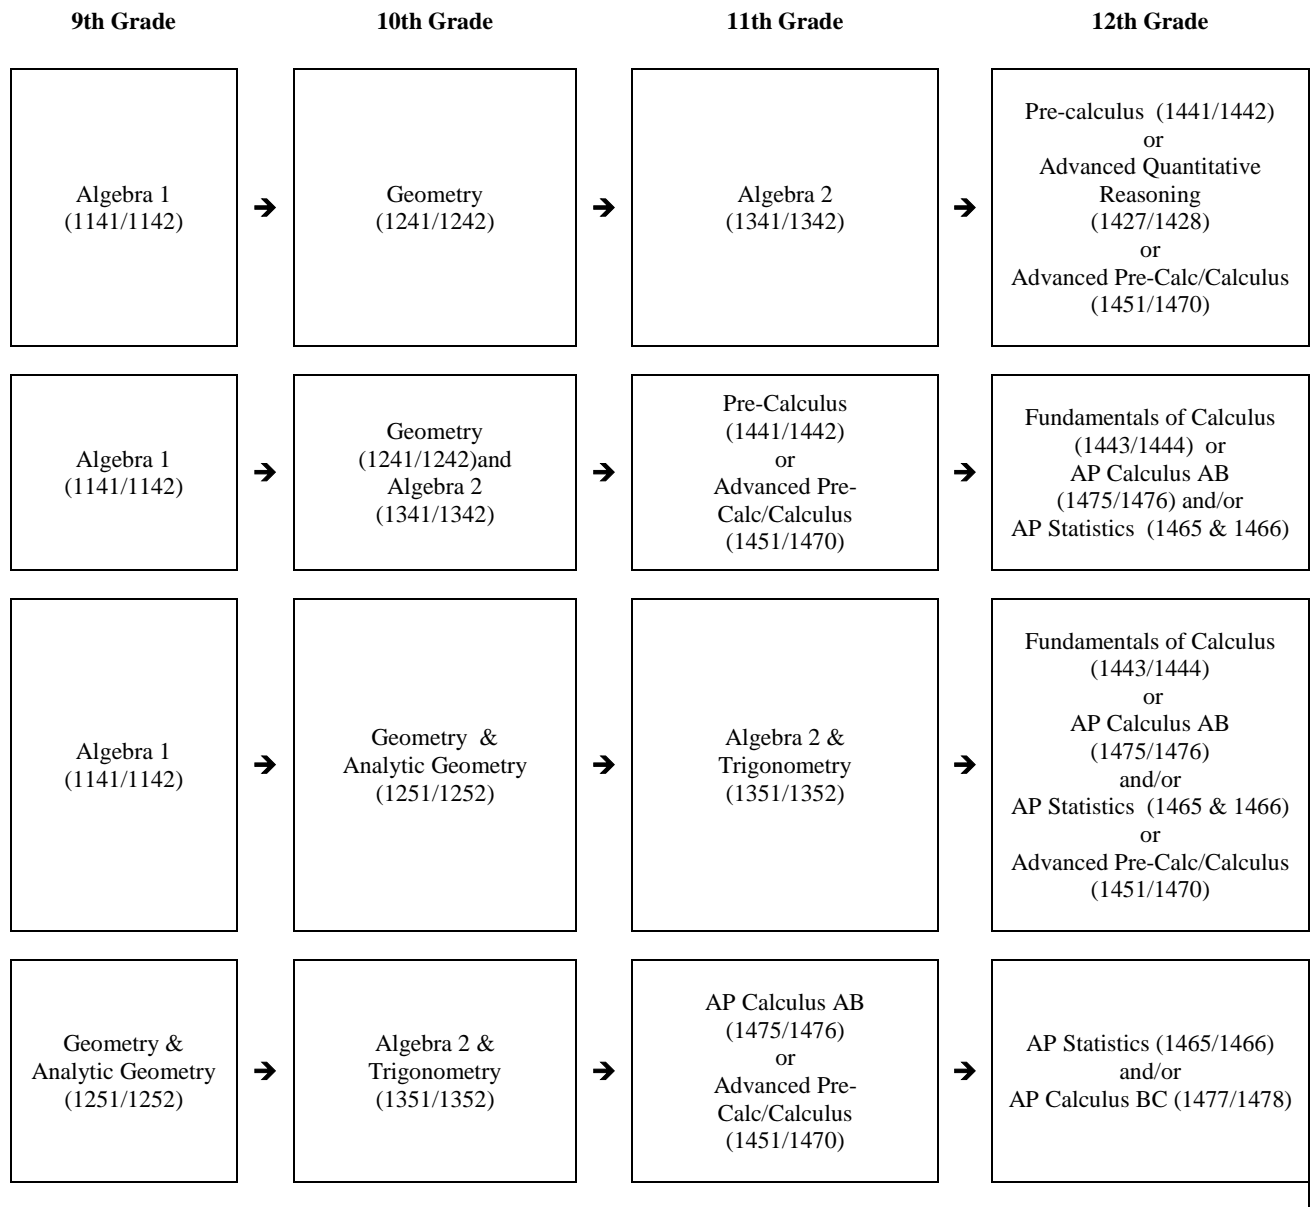 9th Grade
10th Grade
11th Grade
12th Grade
Algebra 1
(1141/1142)
➔
Geometry
(1241/1242)
➔
Algebra 2
(1341/1342)
➔
Pre-calculus (1441/1442)
or
Advanced Quantitative
Reasoning
(1427/1428)
or
Advanced Pre-Calc/Calculus
(1451/1470)
Algebra 1
(1141/1142)
➔
Geometry
(1241/1242)and
Algebra 2
(1341/1342)
➔
Pre-Calculus
(1441/1442)
or
Advanced Pre-
Calc/Calculus
(1451/1470)
➔
Fundamentals of Calculus
(1443/1444) or
AP Calculus AB
(1475/1476) and/or
AP Statistics (1465 & 1466)
Algebra 1
(1141/1142)
➔
Geometry &
Analytic Geometry
(1251/1252)
➔
Algebra 2 &
Trigonometry
(1351/1352)
➔
Fundamentals of Calculus
(1443/1444)
or
AP Calculus AB
(1475/1476)
and/or
AP Statistics (1465 & 1466)
or
Advanced Pre-Calc/Calculus
(1451/1470)
Geometry &
Analytic Geometry
(1251/1252)
➔
Algebra 2 &
Trigonometry
(1351/1352)
➔
AP Calculus AB
(1475/1476)
or
Advanced Pre-
Calc/Calculus
(1451/1470)
➔
AP Statistics (1465/1466)
and/or
AP Calculus BC (1477/1478)